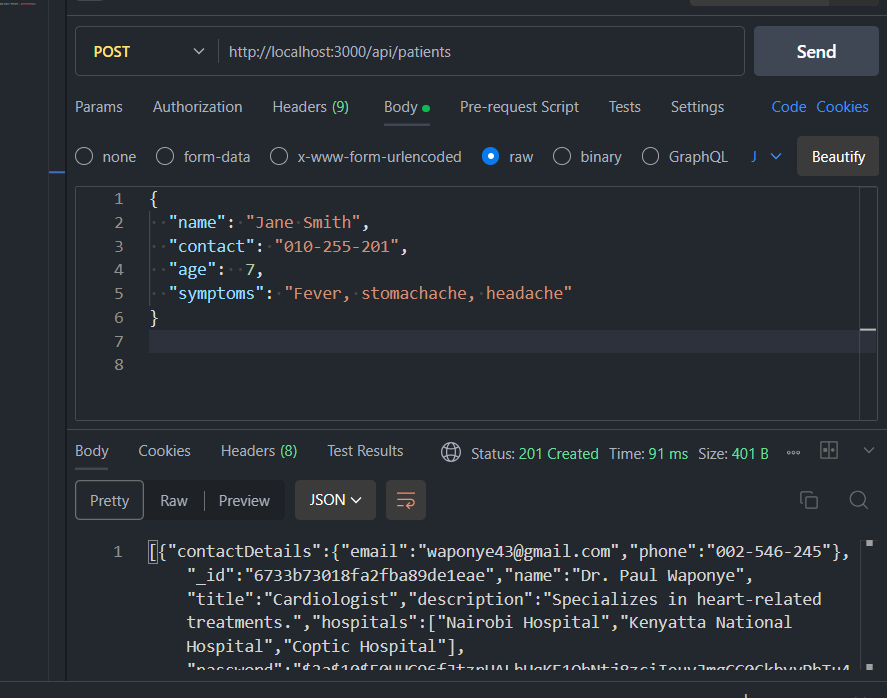 POST http://localhost:3000/api/patients Send
Params Authorization Headers (9) Body Pre-request Script Tests Settings Code Cookies
none form-data x-www-form-urlencoded raw binary GraphQL J Beautify
1 {
2 "name": "Jane Smith",
3 "contact": "010-255-201",
4 "age": 7,
5 "symptoms": "Fever, stomachache, headache"
6 }
7
8
Body Cookies Headers (8) Test Results Status: 201 Created Time: 91 ms Size: 401 B
Pretty Raw Preview JSON
1 [{"contactDetails":{"email":"waponye43@gmail.com","phone":"002-546-245"},
"_id":"6733b73018fa2fba89de1eae","name":"Dr. Paul Waponye",
"title":"Cardiologist","description":"Specializes in heart-related
treatments.","hospitals":["Nairobi Hospital","Kenyatta National
Hospital","Coptic Hospital"],
"password":